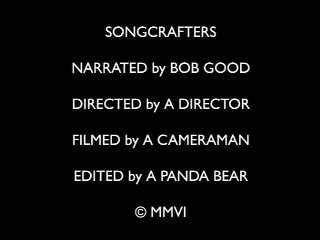 SONGCRAFTERS
NARRATED by BOB GOOD
DIRECTED by A DIRECTOR
FILMED by A CAMERAMAN
EDITED by A PANDA BEAR
© MMVI